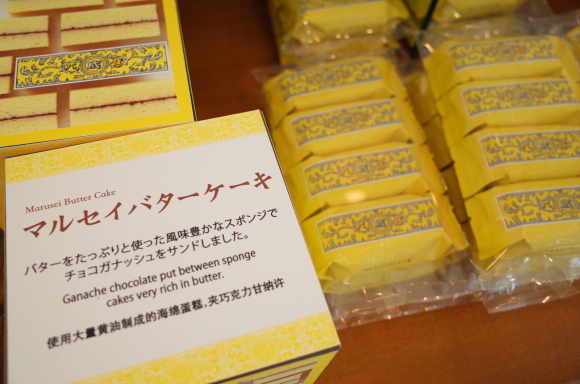 Marusei Butter Cake
マルセイバターケーキ
バターをたっぷりと使った風味豊かなスポンジで
チョコガナッシュをサンドしました。
Ganache chocolate put between sponge
cakes very rich in butter.
使用大量黄油制成的海绵蛋糕，夹巧克力甘纳许